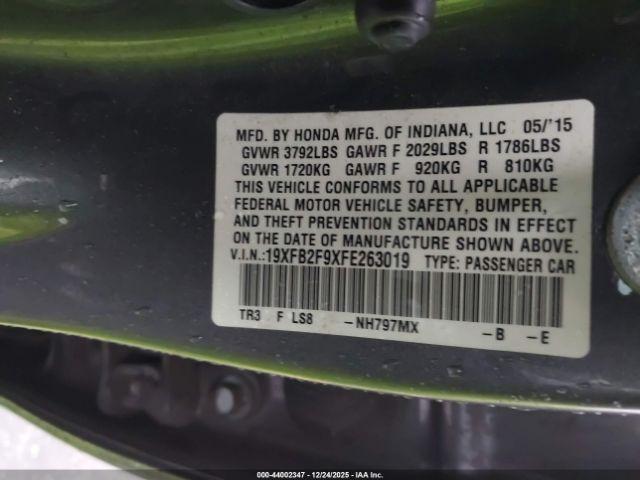 MFD. BY HONDA MFG. OF INDIANA, LLC 05/'15
GVWR 3792LBS GAWR F 2029LBS R 1786LBS
GVWR 1720KG GAWR F 920KG R 810KG
THIS VEHICLE CONFORMS TO ALL APPLICABLE
FEDERAL MOTOR VEHICLE SAFETY, BUMPER,
AND THEFT PREVENTION STANDARDS IN EFFECT
ON THE DATE OF MANUFACTURE SHOWN ABOVE.
V.I.N.:19XFB2F9XFE263019 TYPE: PASSENGER CAR
TR3 F LS8 -NH797MX -B -E
000-44002347 - 12/24/2025 - IAA Inc.